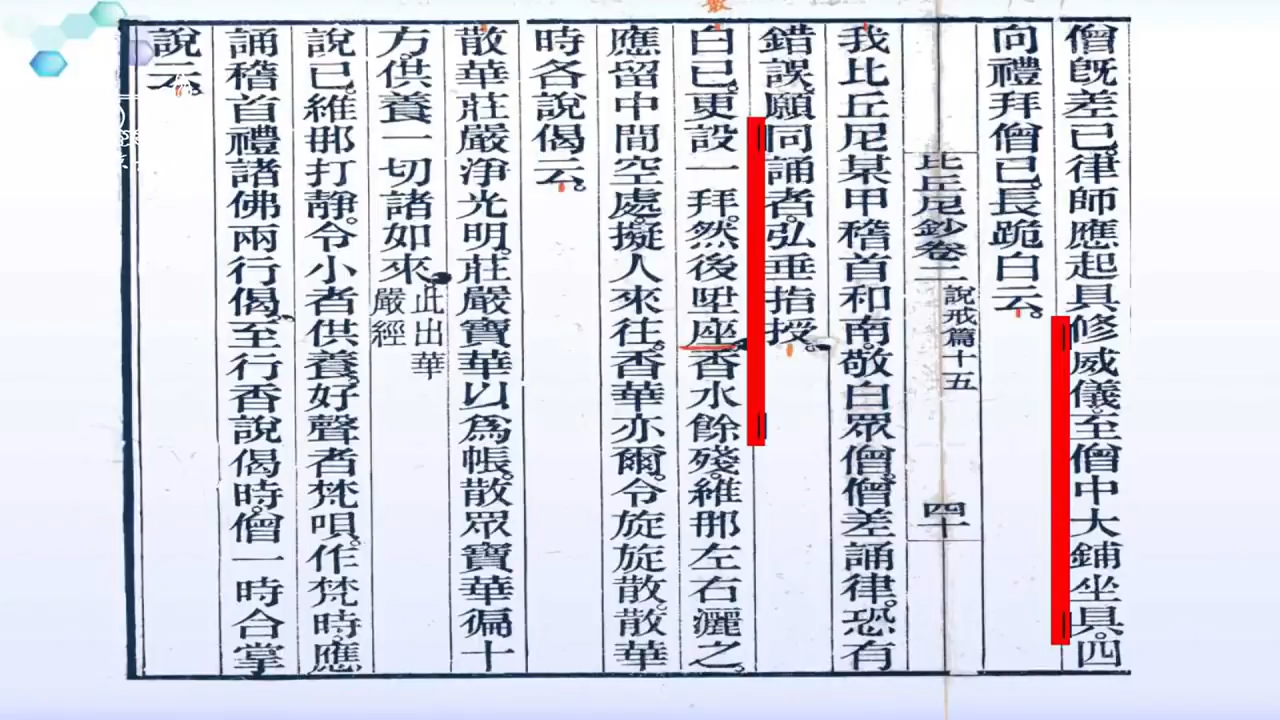 僧旣差已。律師應起具修威儀。至僧中大鋪坐具。四
向禮拜僧已。長跪白云。
比丘尼鈔卷二 說戒篇十五 四十
我比丘尼某甲稽首和南。敬白眾僧。僧差誦律。恐有
錯誤。願同誦者。弘垂指授。
白已。更設一拜。然後陞座。香水餘殘。維那左右灑之。
應留中間空處。擬人來往。香華亦爾。令旋旋散。散華
時各說偈云。
散華莊嚴淨光明。莊嚴寶華以為帳。散眾寶華徧十
方。供養一切諸如來。此出華嚴經
說已。維那打靜。令小者供養。好聲者梵唄。作梵時。應
誦稽首禮諸佛兩行偈。至行香說偈時。僧一時合掌
說云。